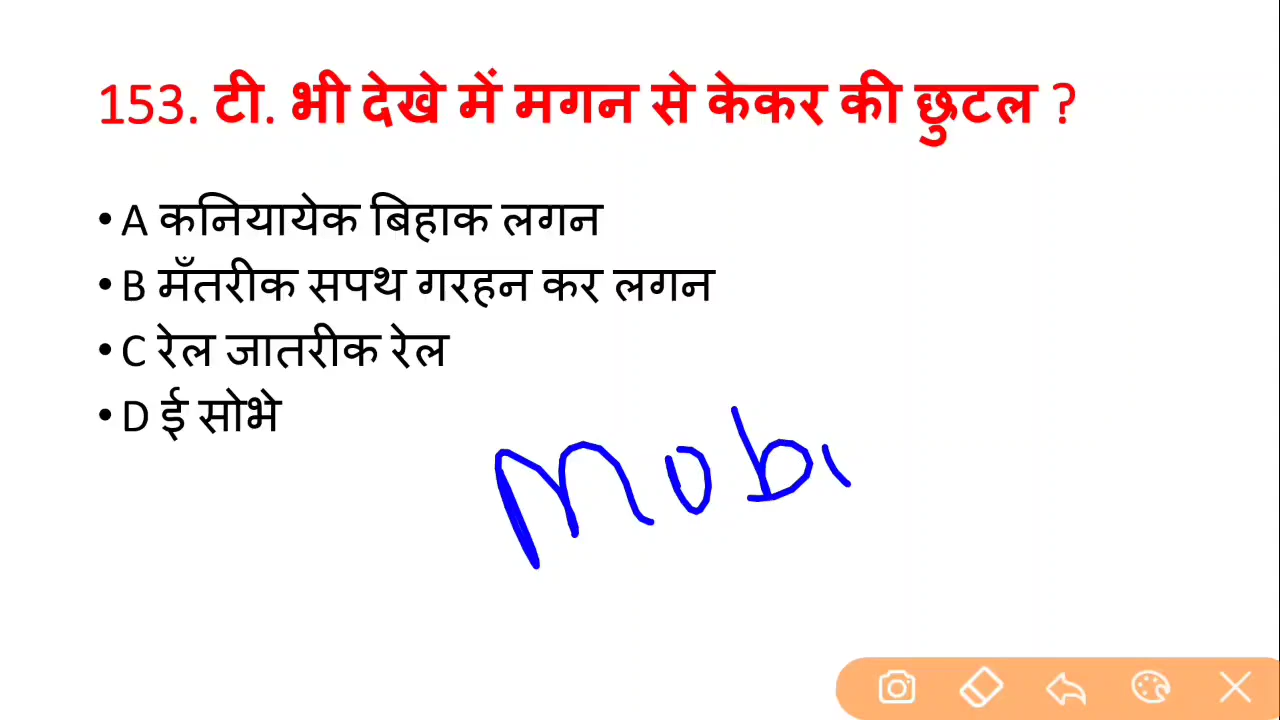 153. टी. भी देखे में मगन से केकर की छुटल ?
• A कनियायेक बिहाक लगन
• B मँतरीक सपथ गरहन कर लगन
• C रेल जातरीक रेल
• D ई सोभे
Mobi